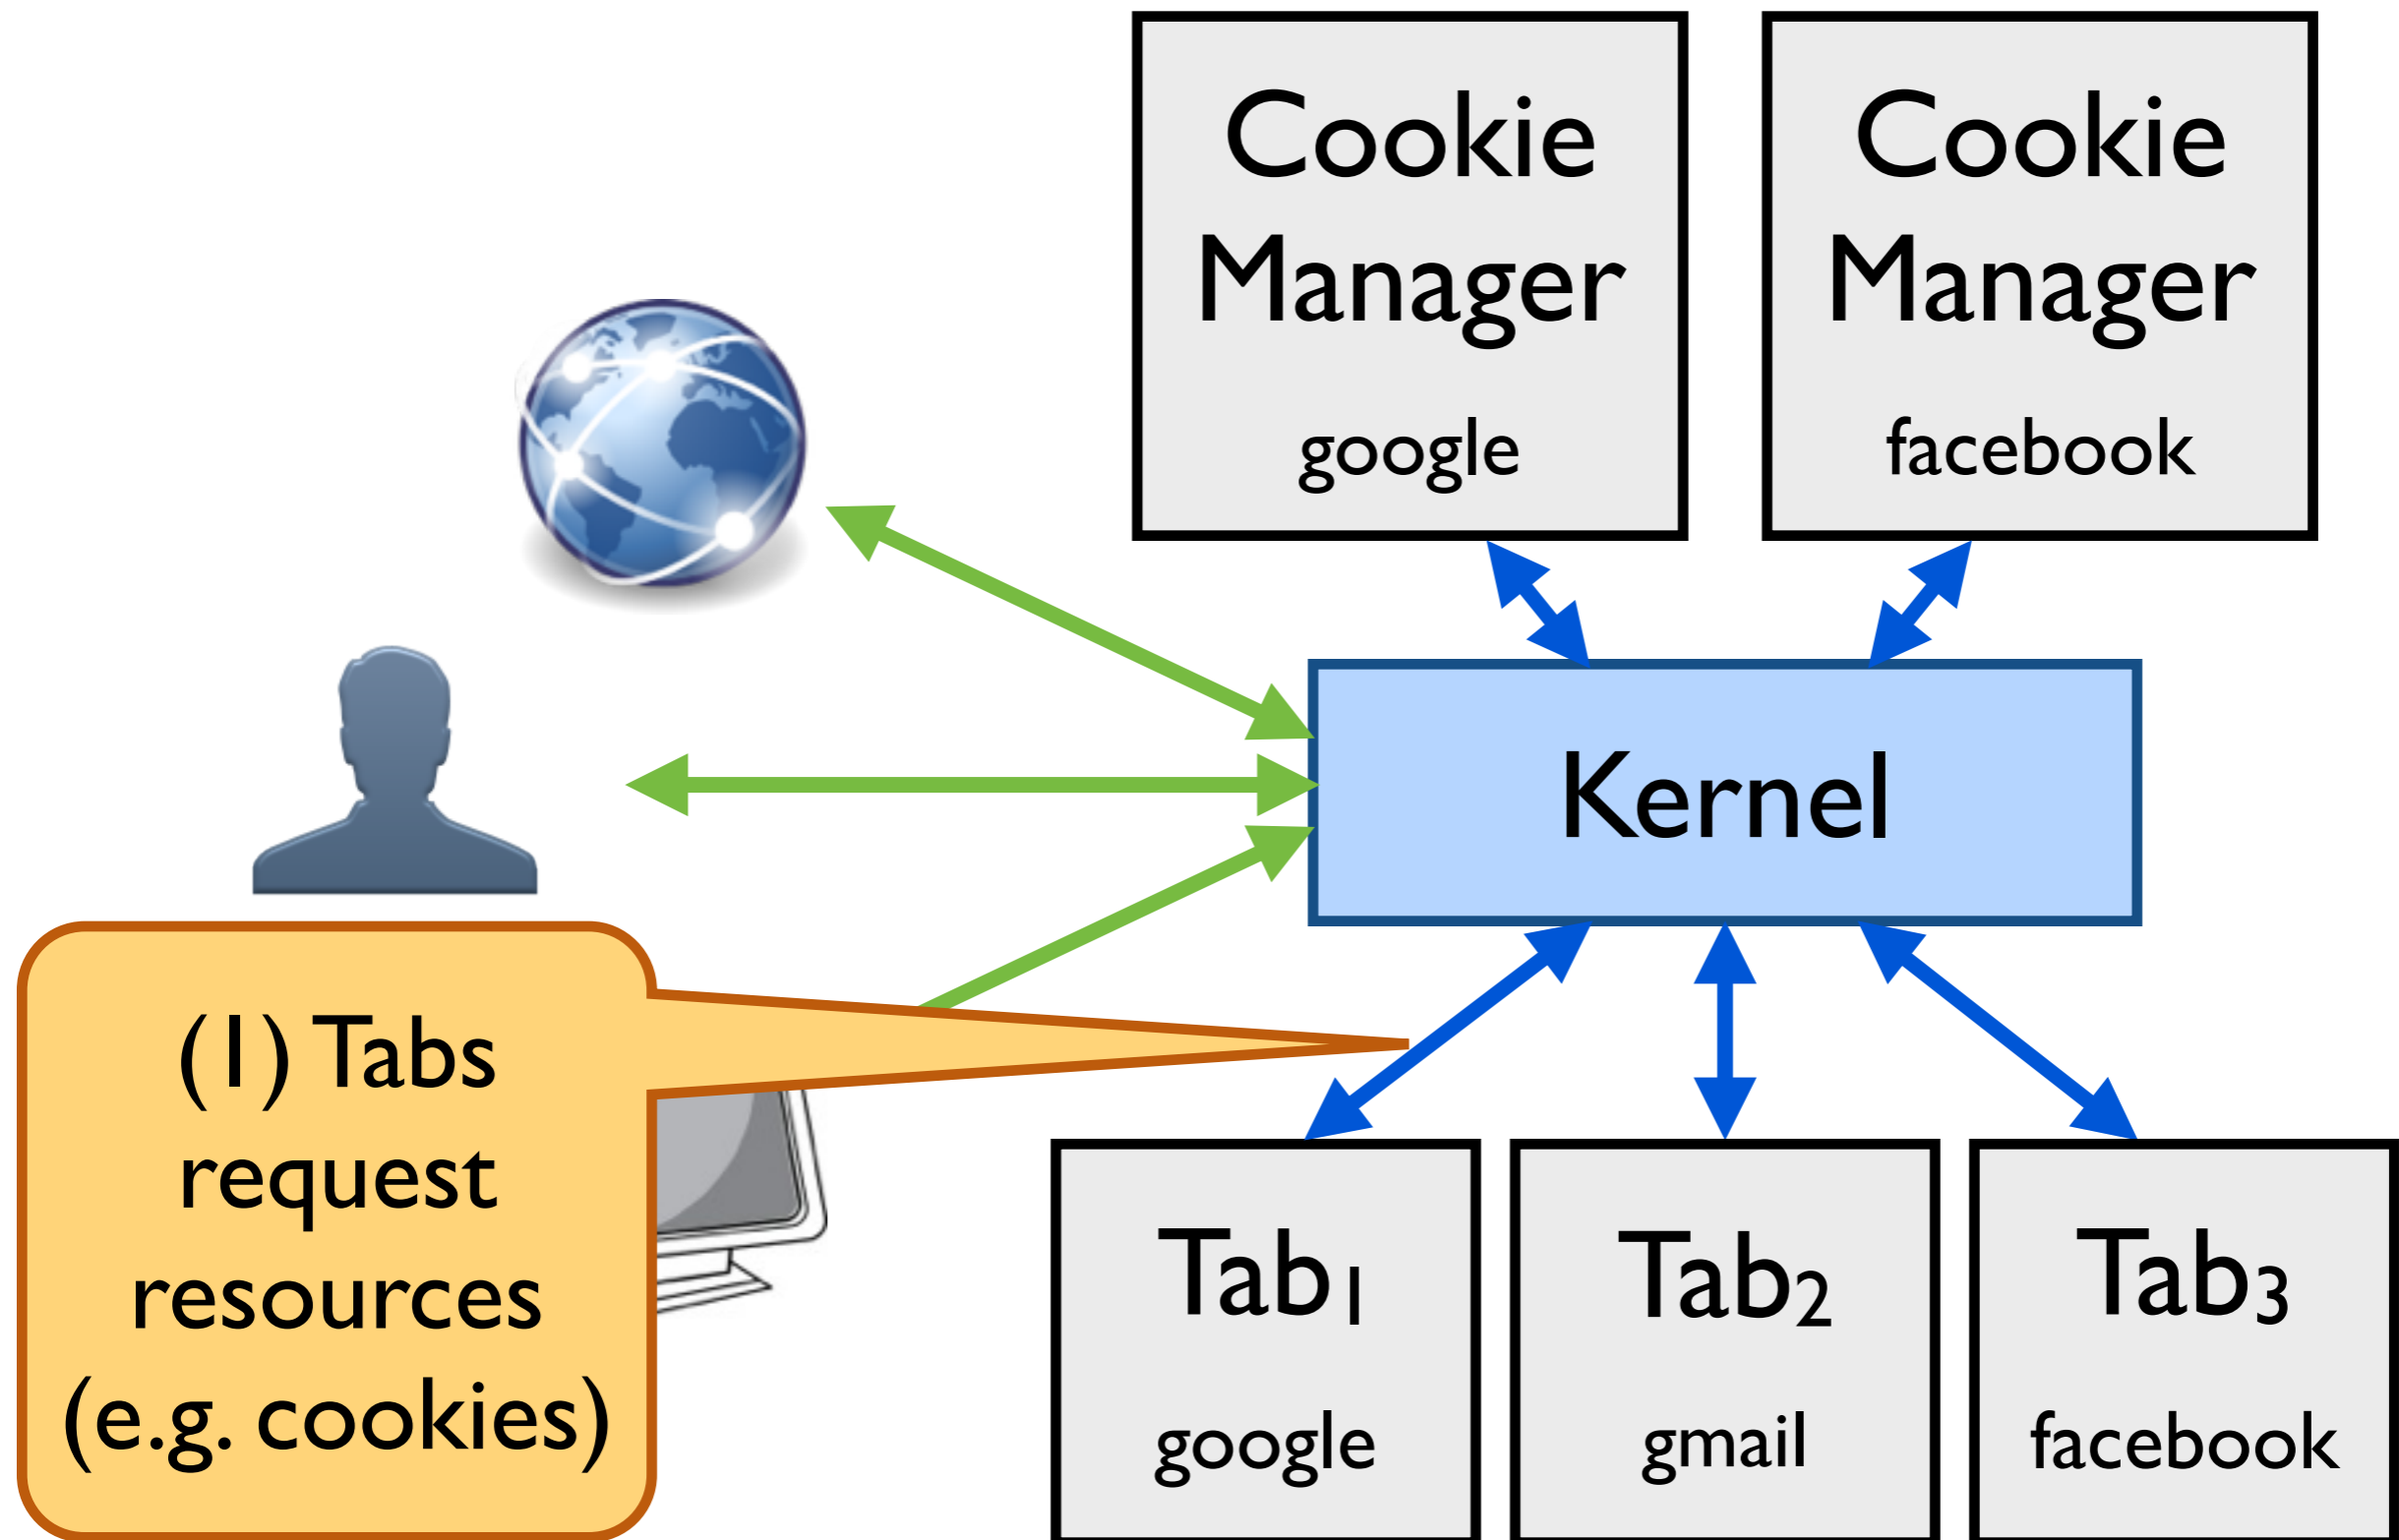 Cookie
Manager
google
Cookie
Manager
facebook
Kernel
(1) Tabs
request
resources
(e.g. cookies)
Tab1
google
Tab2
gmail
Tab3
facebook